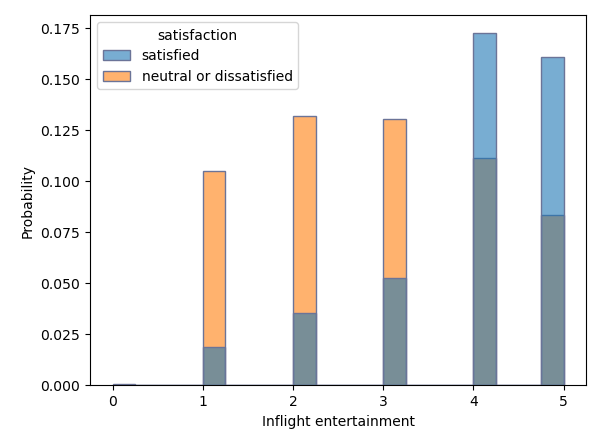 satisfaction
satisfied
neutral or dissatisfied
0.175
0.150
0.125
0.100
0.075
0.050
0.025
0.000
Probability
0 1 2 3 4 5
Inflight entertainment